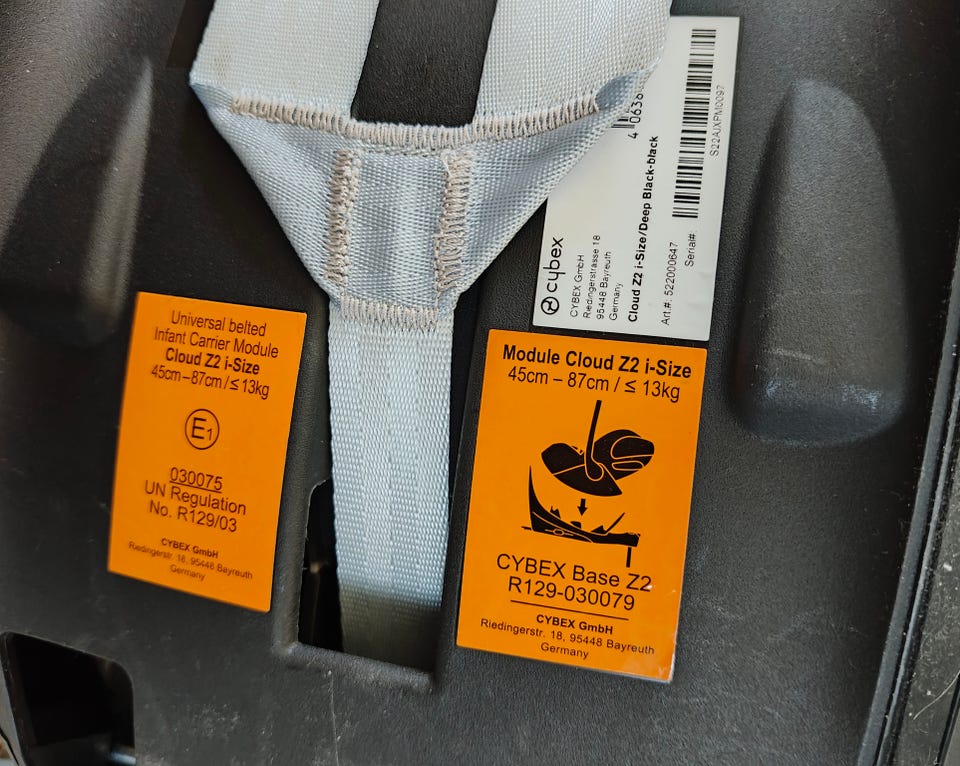 Universal belted
Infant Carrier Module
Cloud Z2 i-Size
45cm – 87cm / ≤ 13kg
E1
030075
UN Regulation
No. R129/03
CYBEX GmbH
Riedingerstr. 18, 95448 Bayreuth
Germany
Module Cloud Z2 i-Size
45cm – 87cm / ≤ 13kg
CYBEX Base Z2
R129-030079
CYBEX GmbH
Riedingerstr. 18, 95448 Bayreuth
Germany
cybex
CYBEX GmbH
Riedingerstrasse 18
95448 Bayreuth
Germany
Cloud Z2 i-Size/Deep Black-black
Art.#: 522000647
Serial#:
S22AIXPM0097